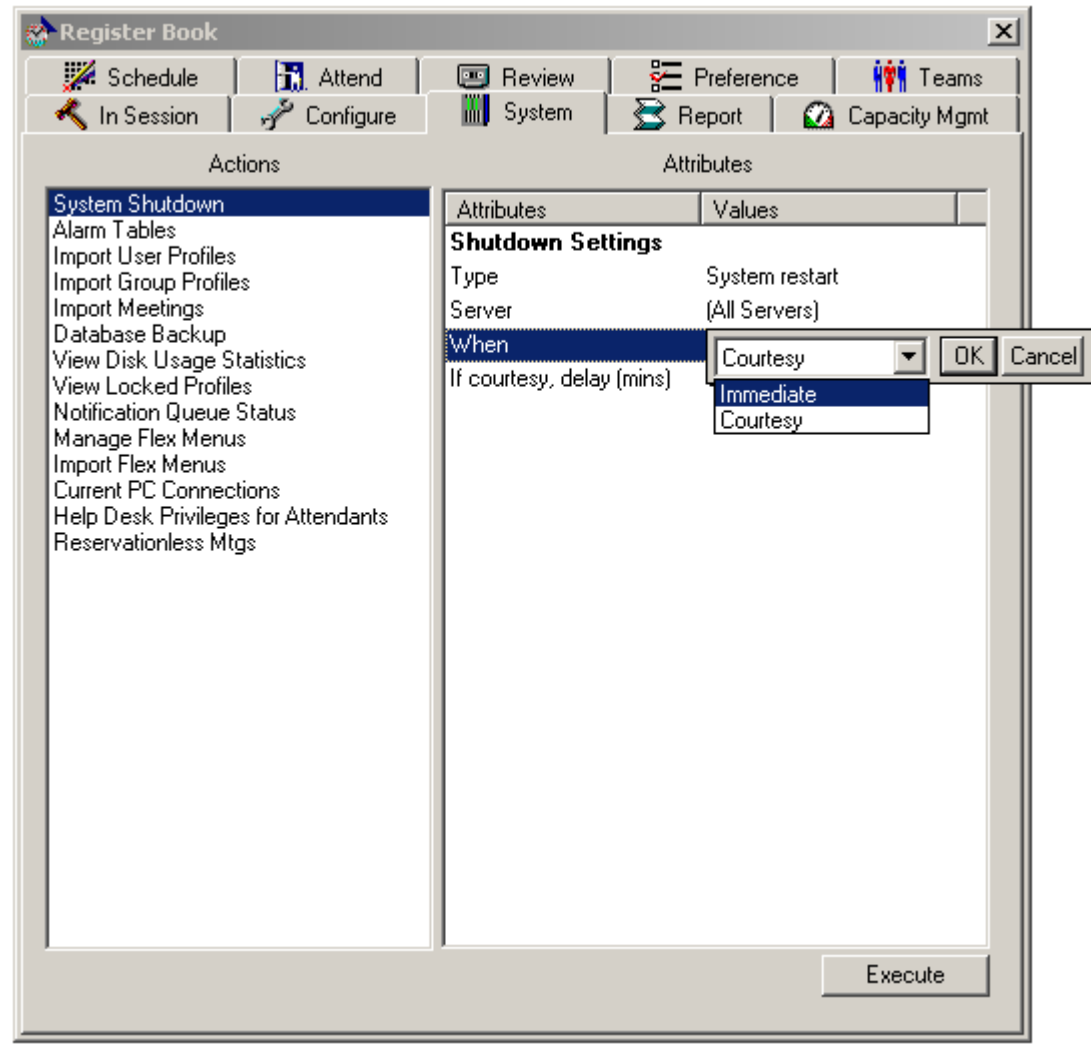 Register Book
Schedule Attend Review Preference Teams
In Session Configure System Report Capacity Mgmt
Actions
System Shutdown
Alarm Tables
Import User Profiles
Import Group Profiles
Import Meetings
Database Backup
View Disk Usage Statistics
View Locked Profiles
Notification Queue Status
Manage Flex Menus
Import Flex Menus
Current PC Connections
Help Desk Privileges for Attendants
Reservationless Mtgs
Attributes
Attributes Values
Shutdown Settings
Type System restart
Server (All Servers)
When Courtesy OK Cancel
If courtesy, delay (mins)
Immediate
Courtesy
Execute